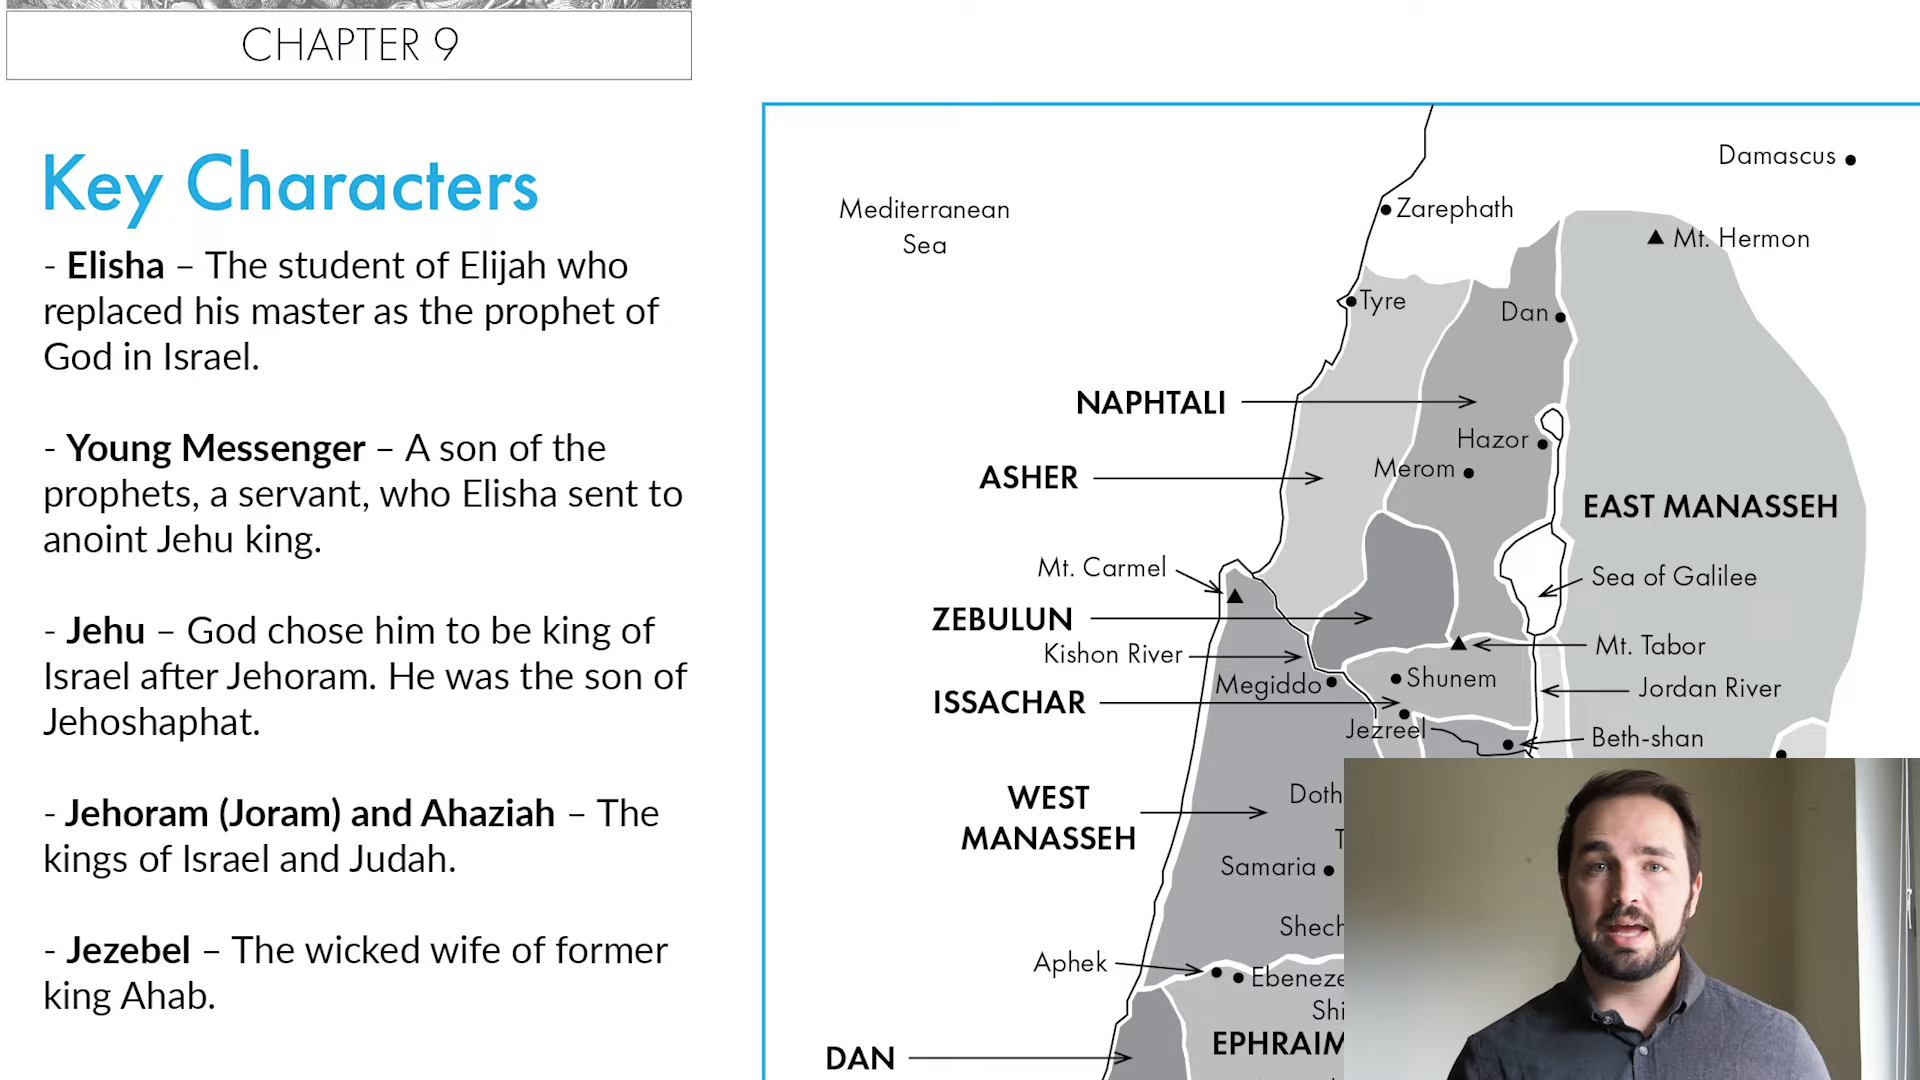 CHAPTER 9
Key Characters
- Elisha – The student of Elijah who
replaced his master as the prophet of
God in Israel.
- Young Messenger – A son of the
prophets, a servant, who Elisha sent to
anoint Jehu king.
- Jehu – God chose him to be king of
Israel after Jehoram. He was the son of
Jehoshaphat.
- Jehoram (Joram) and Ahaziah – The
kings of Israel and Judah.
- Jezebel – The wicked wife of former
king Ahab.
Damascus
Mediterranean
Sea
Zarephath
Mt. Hermon
Tyre
Dan
NAPHTALI
Hazor
Merom
ASHER
EAST MANASSEH
Mt. Carmel
Sea of Galilee
ZEBULUN
Kishon River
Mt. Tabor
Megiddo
Shunem
Jordan River
ISSACHAR
Jezreel
Beth-shan
WEST
MANASSEH
Doth
T
Samaria
Shech
Aphek
Ebeneze
Shi
EPHRAIM
DAN